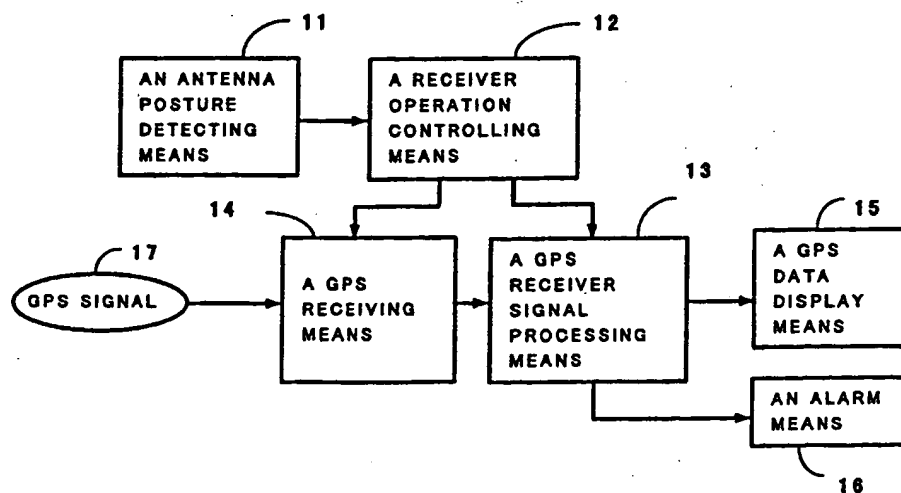 11
12
AN ANTENNA
POSTURE
DETECTING
MEANS
A RECEIVER
OPERATION
CONTROLLING
MEANS
14
13
15
17
GPS SIGNAL
A GPS
RECEIVING
MEANS
A GPS
RECEIVER
SIGNAL
PROCESSING
MEANS
A GPS
DATA
DISPLAY
MEANS
AN ALARM
MEANS
16